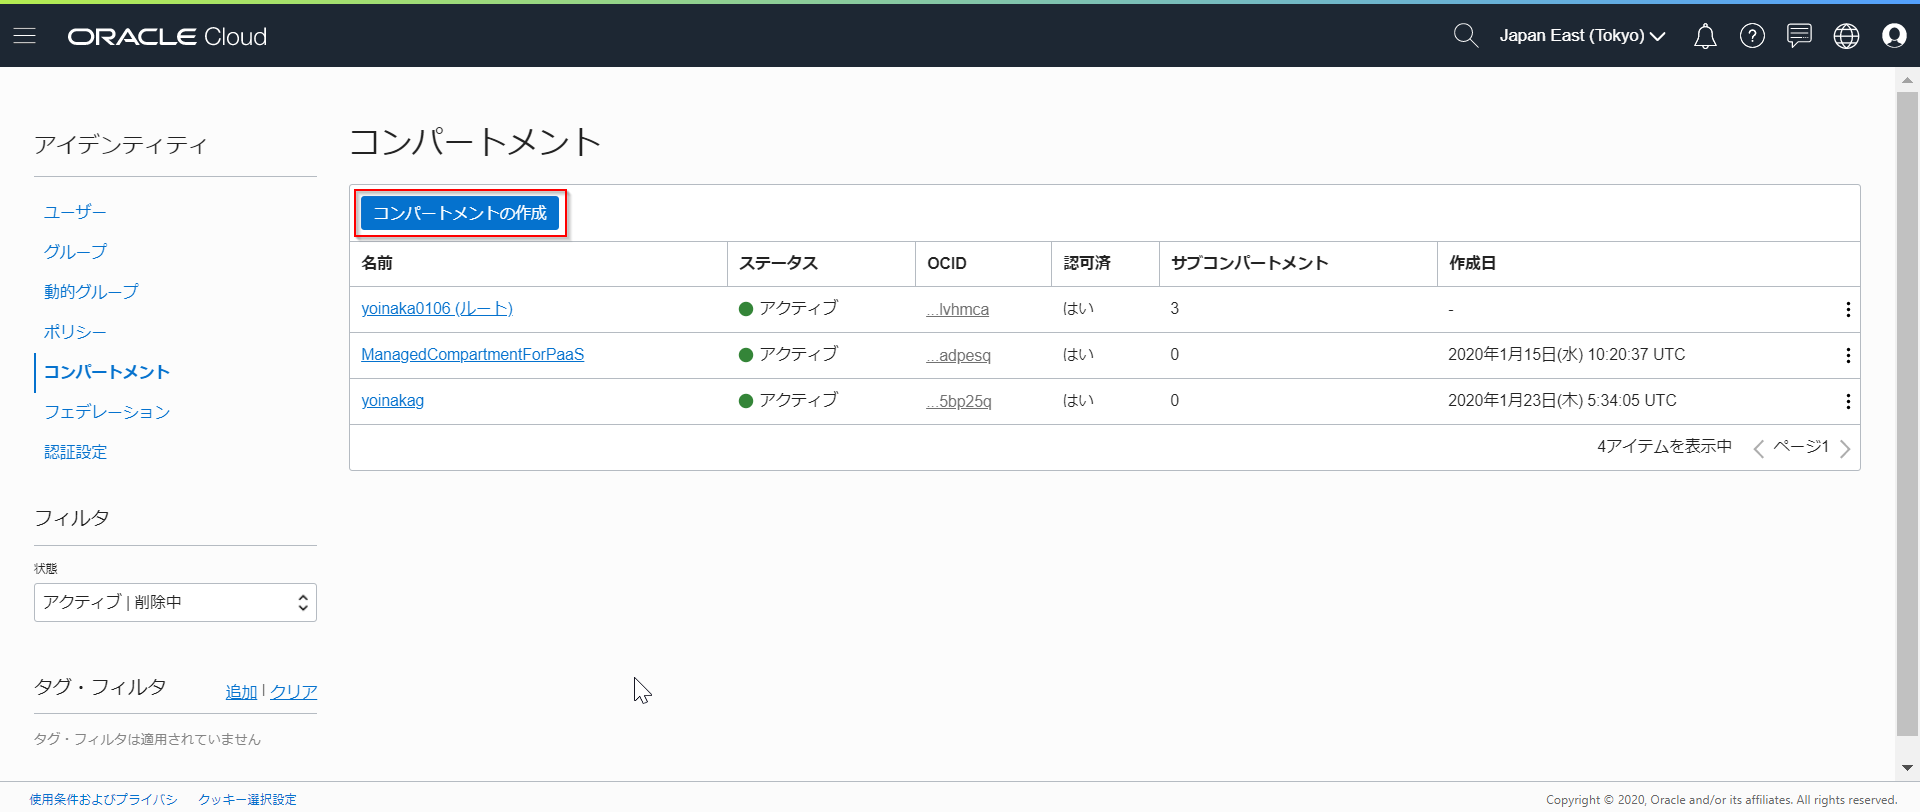 ORACLE Cloud
Japan East (Tokyo)
アイデンティティ
ユーザー
グループ
動的グループ
ポリシー
コンパートメント
フェデレーション
認証設定
フィルタ
状態
アクティブ | 削除中
タグ・フィルタ 追加 | クリア
タグ・フィルタは適用されていません
コンパートメント
コンパートメントの作成
名前 ステータス OCID 認可済 サブコンパートメント 作成日
yoinaka0106 (ルート) アクティブ ...lvhmca はい 3 -
ManagedCompartmentForPaaS アクティブ ...adpesq はい 0 2020年1月15日(水) 10:20:37 UTC
yoinakag アクティブ ...5bp25q はい 0 2020年1月23日(木) 5:34:05 UTC
4アイテムを表示中 ページ1
使用条件およびプライバシ クッキー選択設定 Copyright © 2020, Oracle and/or its affiliates. All rights reserved.